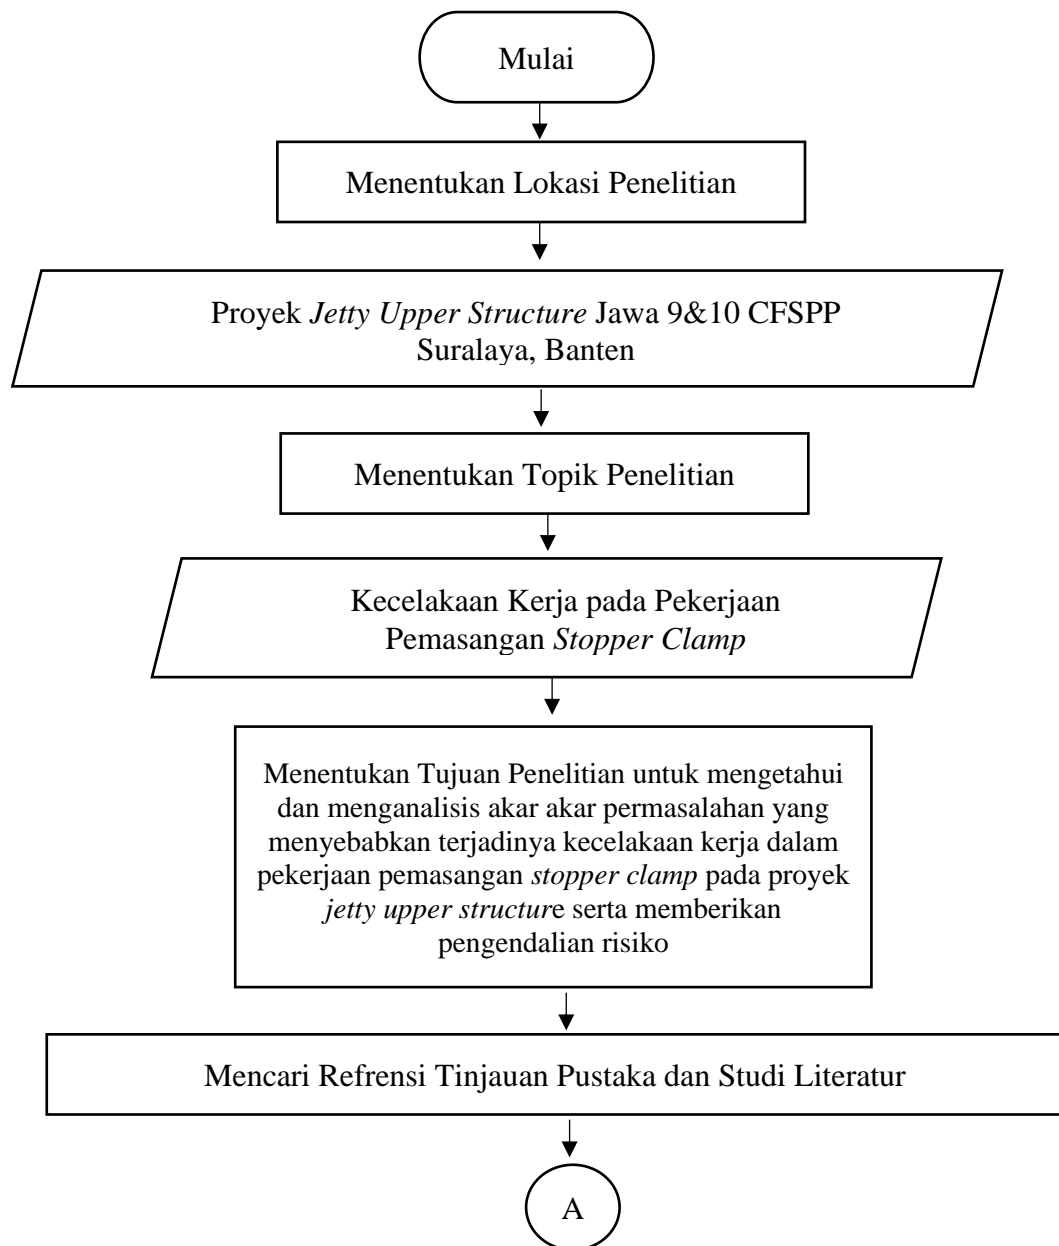 Mulai
Menentukan Lokasi Penelitian
Proyek Jetty Upper Structure Jawa 9&10 CFSPP
Suralaya, Banten
Menentukan Topik Penelitian
Kecelakaan Kerja pada Pekerjaan
Pemasangan Stopper Clamp
Menentukan Tujuan Penelitian untuk mengetahui
dan menganalisis akar akar permasalahan yang
menyebabkan terjadinya kecelakaan kerja dalam
pekerjaan pemasangan stopper clamp pada proyek
jetty upper structure serta memberikan
pengendalian risiko
Mencari Refrensi Tinjauan Pustaka dan Studi Literatur
A